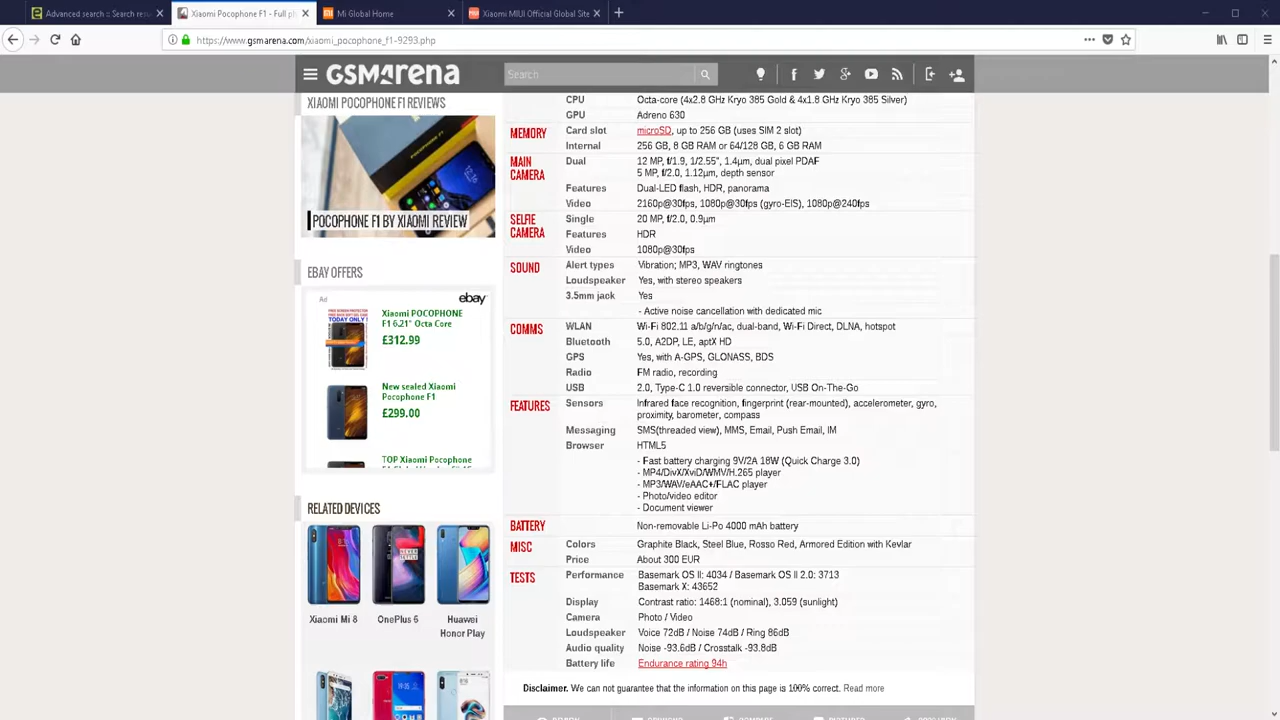 Advanced search :: Search resu
Xiaomi Pocophone F1 - Full ph
Mi Global Home
Xiaomi MIUI Official Global Site
https://www.gsmarena.com/xiaomi_pocophone_f1-9293.php
GSMArena
Search
XIAOMI POCOPHONE F1 REVIEWS
POCOPHONE F1 BY XIAOMI REVIEW
EBAY OFFERS
Ad
ebay
Xiaomi POCOPHONE
F1 6.21" Octa Core
£312.99
New sealed Xiaomi
Pocophone F1
£299.00
TOP Xiaomi Pocophone
RELATED DEVICES
Xiaomi Mi 8
OnePlus 6
Huawei
Honor Play
CPU Octa-core (4x2.8 GHz Kryo 385 Gold & 4x1.8 GHz Kryo 385 Silver)
GPU Adreno 630
MEMORY Card slot microSD, up to 256 GB (uses SIM 2 slot)
Internal 256 GB, 8 GB RAM or 64/128 GB, 6 GB RAM
MAIN CAMERA Dual 12 MP, f/1.9, 1/2.55", 1.4µm, dual pixel PDAF
5 MP, f/2.0, 1.12µm, depth sensor
Features Dual-LED flash, HDR, panorama
Video 2160p@30fps, 1080p@30fps (gyro-EIS), 1080p@240fps
SELFIE CAMERA Single 20 MP, f/2.0, 0.9µm
Features HDR
Video 1080p@30fps
SOUND Alert types Vibration; MP3, WAV ringtones
Loudspeaker Yes, with stereo speakers
3.5mm jack Yes
- Active noise cancellation with dedicated mic
COMMS WLAN Wi-Fi 802.11 a/b/g/n/ac, dual-band, Wi-Fi Direct, DLNA, hotspot
Bluetooth 5.0, A2DP, LE, aptX HD
GPS Yes, with A-GPS, GLONASS, BDS
Radio FM radio, recording
USB 2.0, Type-C 1.0 reversible connector, USB On-The-Go
FEATURES Sensors Infrared face recognition, fingerprint (rear-mounted), accelerometer, gyro,
proximity, barometer, compass
Messaging SMS(threaded view), MMS, Email, Push Email, IM
Browser HTML5
- Fast battery charging 9V/2A 18W (Quick Charge 3.0)
- MP4/DivX/XviD/WMV/H.265 player
- MP3/WAV/eAAC+/FLAC player
- Photo/video editor
- Document viewer
BATTERY Non-removable Li-Po 4000 mAh battery
MISC Colors Graphite Black, Steel Blue, Rosso Red, Armored Edition with Kevlar
Price About 300 EUR
TESTS Performance Basemark OS II: 4034 / Basemark OS II 2.0: 3713
Basemark X: 43652
Display Contrast ratio: 1468:1 (nominal), 3.059 (sunlight)
Camera Photo / Video
Loudspeaker Voice 72dB / Noise 74dB / Ring 86dB
Audio quality Noise -93.6dB / Crosstalk -93.8dB
Battery life Endurance rating 94h
Disclaimer. We can not guarantee that the information on this page is 100% correct. Read more